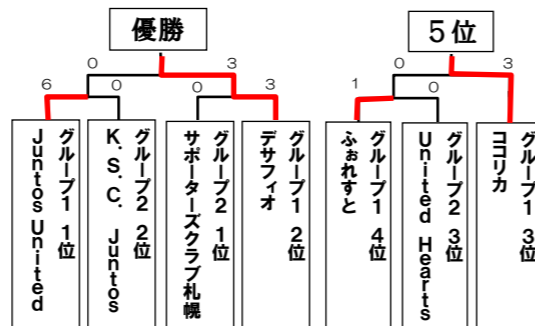 優勝
5位
0
3
0
3
6
0
0
3
1
0
グループ1 1位
Juntos United
グループ2 2位
K.S.C. Juntos
グループ2 1位
サポーターズクラブ札幌
グループ1 2位
デサフィオ
グループ1 4位
ふぉれすと
グループ2 3位
United Hearts
グループ1 3位
ココリカ